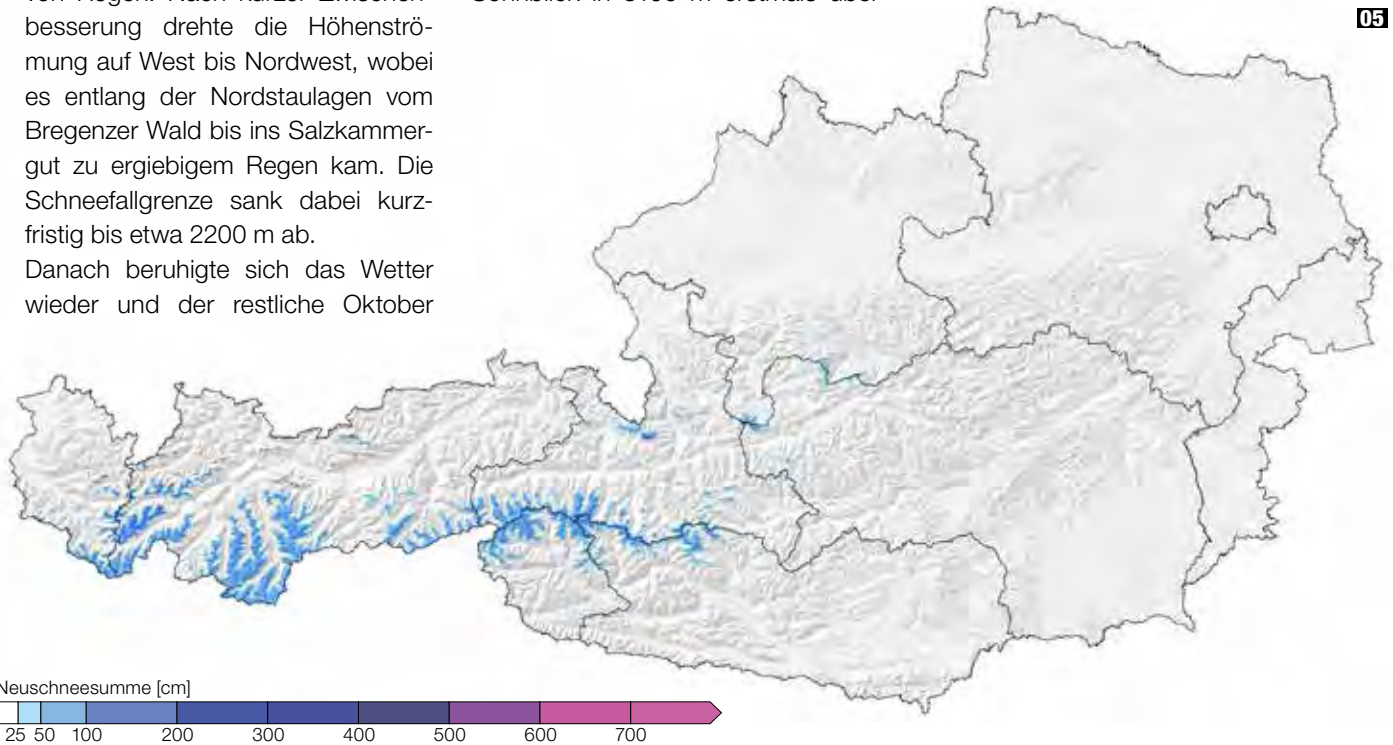 besserung drehte die Höhenströ-
mung auf West bis Nordwest, wobei
es entlang der Nordstaulagen vom
Bregenzer Wald bis ins Salzkammer-
gut zu ergiebigem Regen kam. Die
Schneefallgrenze sank dabei kurz-
fristig bis etwa 2200 m ab.
Danach beruhigte sich das Wetter
wieder und der restliche Oktober
05
Neuschneesumme [cm]
25 50 100 200 300 400 500 600 700